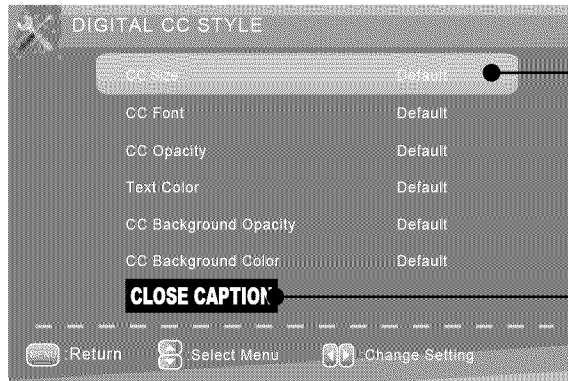 DIGITAL CC STYLE
CC Size Default
CC Font Default
CC Opacity Default
Text Color Default
CC Background Opacity Default
CC Background Color Default
CLOSE CAPTION
MENU :Return :Select Menu :Change Setting